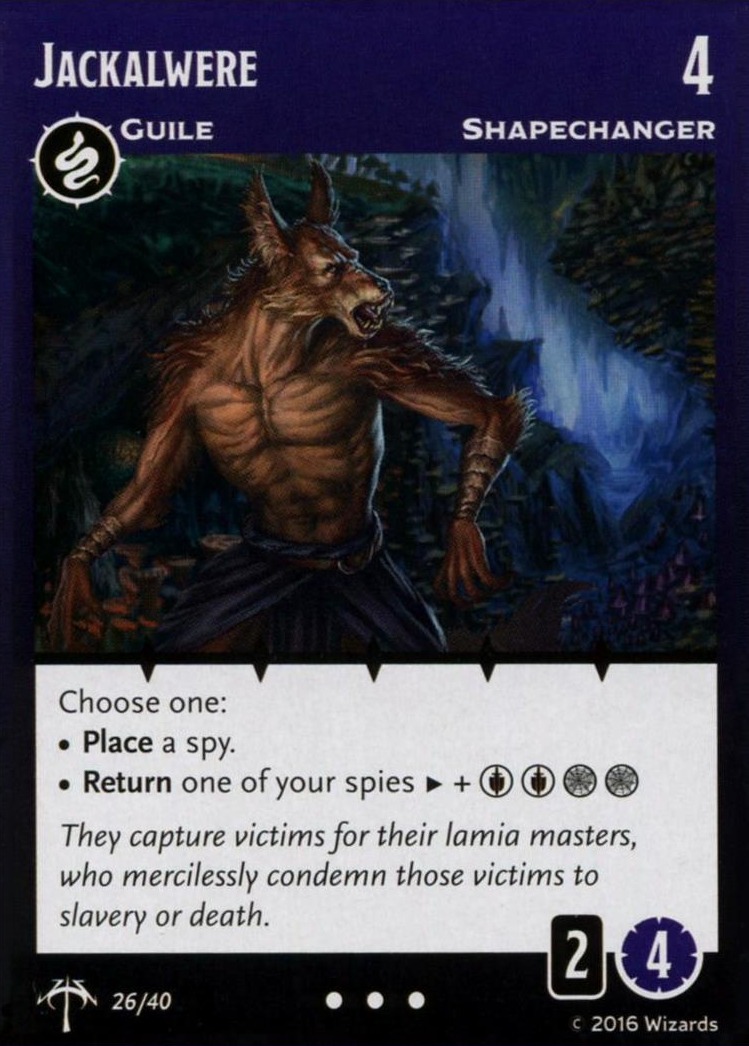 JACKALWERE 4
GUILE SHAPECHANGER
Choose one:
• Place a spy.
• Return one of your spies ▶ +
They capture victims for their lamia masters,
who mercilessly condemn those victims to
slavery or death.
2 4
26/40
© 2016 Wizards